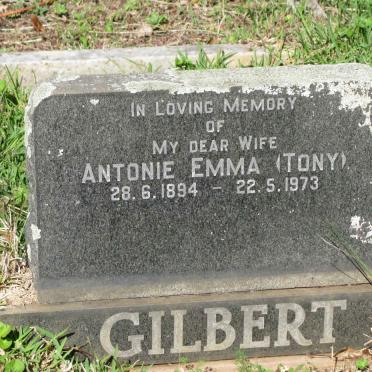 In Loving Memory
of
My dear Wife
Antonie Emma (Tony)
28.6.1894 - 22.5.1973
GILBERT